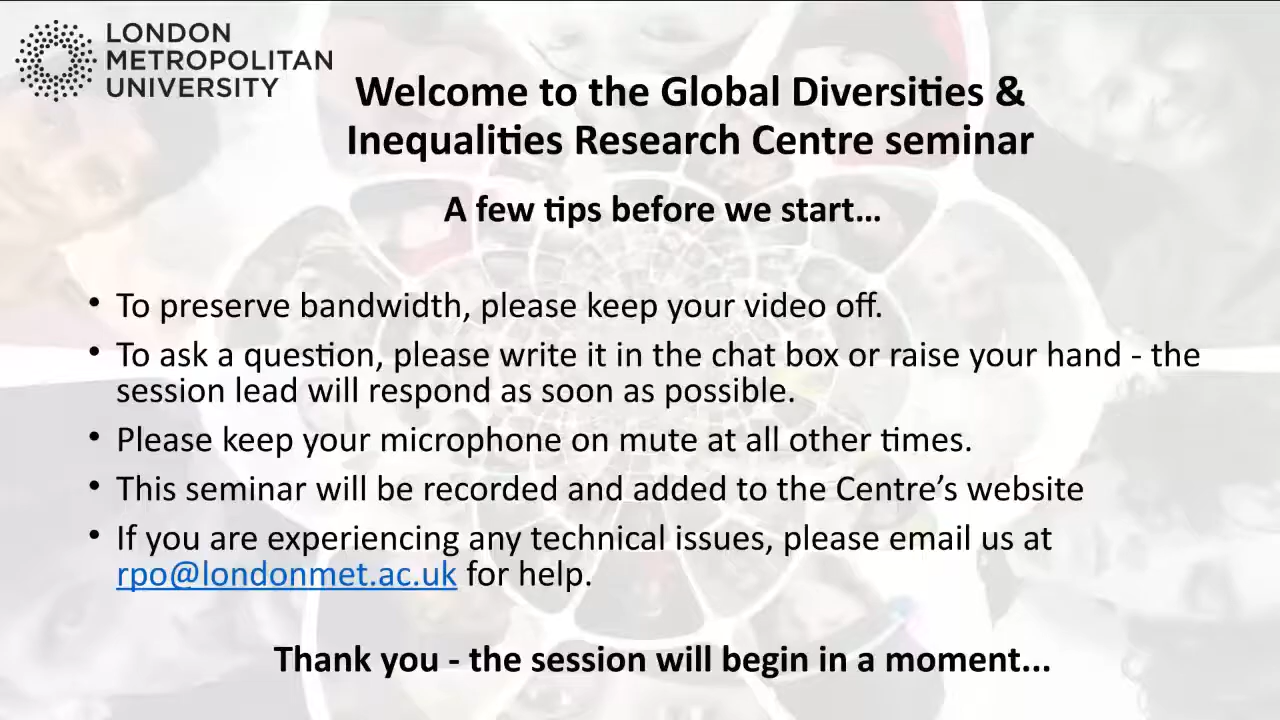 LONDON
METROPOLITAN
UNIVERSITY
Welcome to the Global Diversities &
Inequalities Research Centre seminar
A few tips before we start…
• To preserve bandwidth, please keep your video off.
• To ask a question, please write it in the chat box or raise your hand - the
session lead will respond as soon as possible.
• Please keep your microphone on mute at all other times.
• This seminar will be recorded and added to the Centre’s website
• If you are experiencing any technical issues, please email us at
rpo@londonmet.ac.uk for help.
Thank you - the session will begin in a moment...